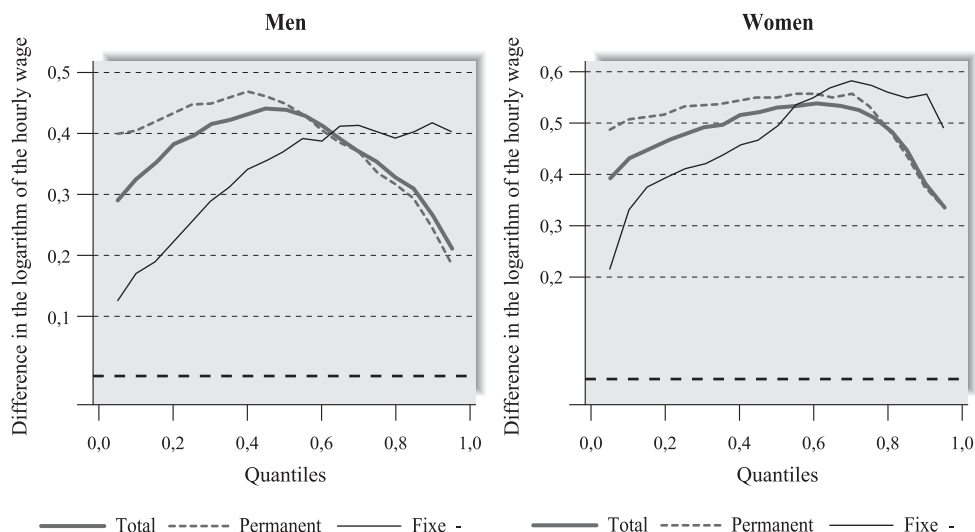 Men
Difference in the logarithm of the hourly wage
0,5
0,4
0,3
0,2
0,1
0,0 0,2 0,4 0,6 0,8 1,0
Quantiles
Total Permanent Fixe -
Women
Difference in the logarithm of the hourly wage
0,6
0,5
0,4
0,3
0,2
0,0 0,2 0,4 0,6 0,8 1,0
Quantiles
Total Permanent Fixe -